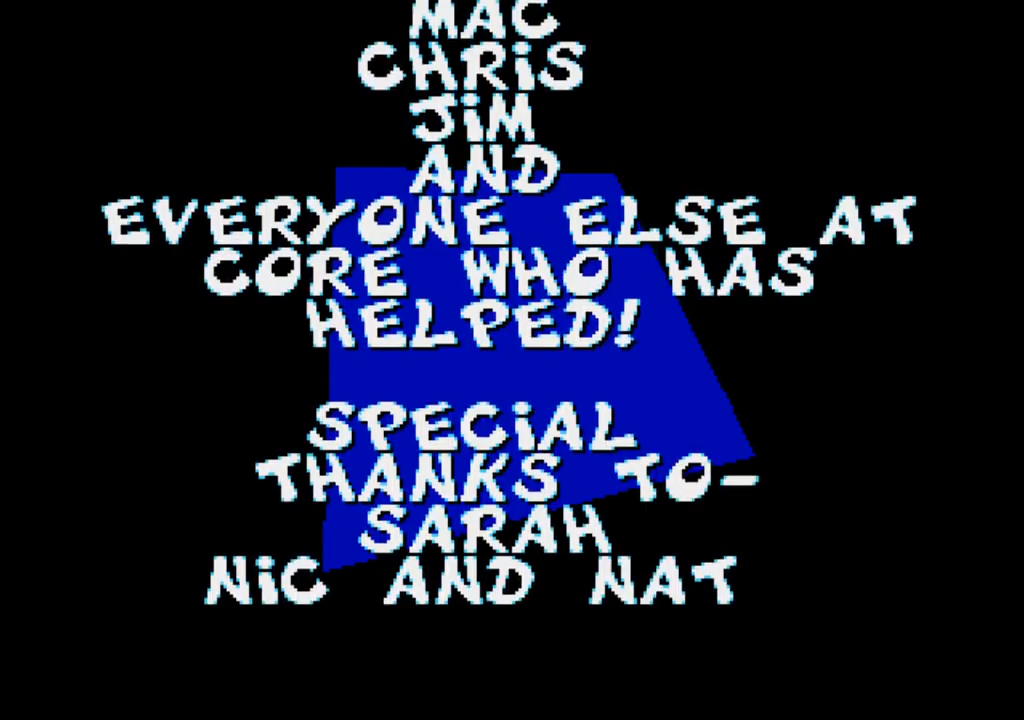 MAC
CHRiS
JiM
AND
EVERYONE ELSE AT
CORE WHO HAS
HELPED!
SPECiAL
THANKS TO-
SARAH
NiC AND NAT